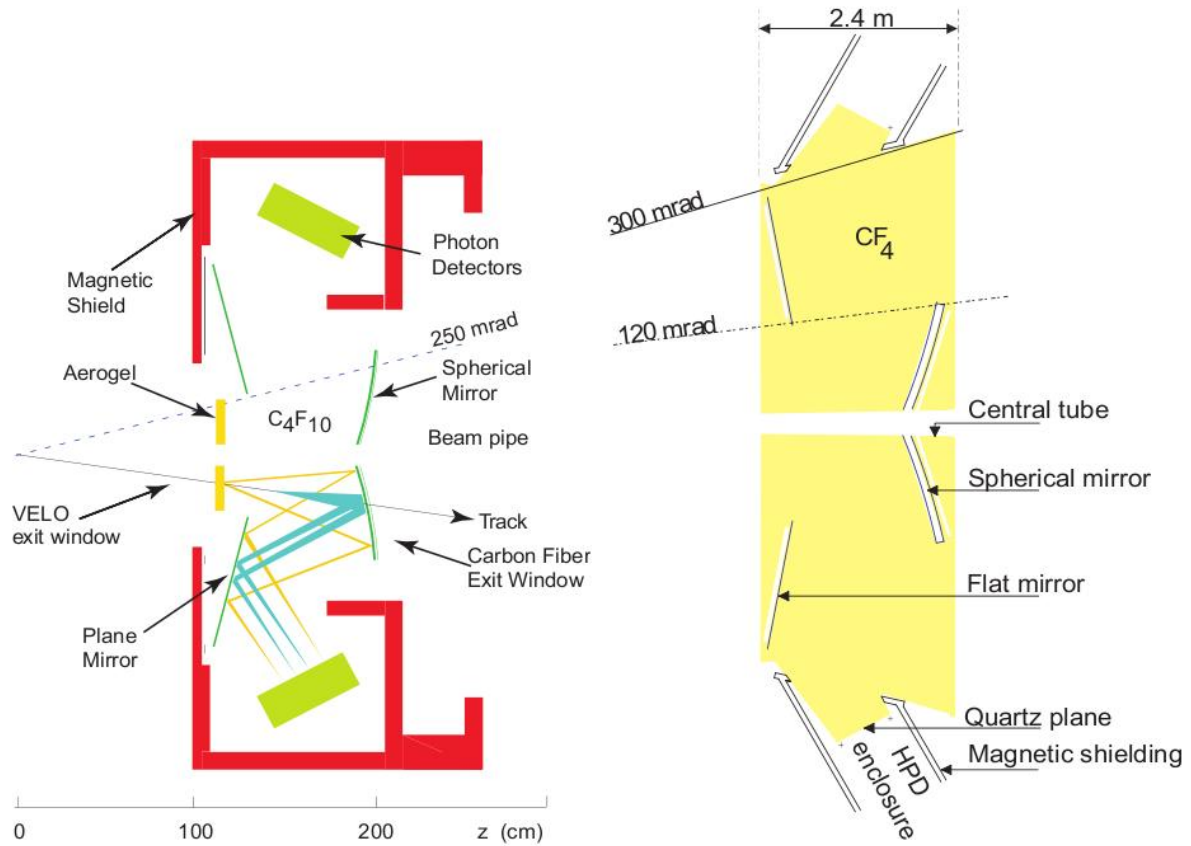 Magnetic
Shield
Aerogel
VELO
exit window
Plane
Mirror
C4F10
250 mrad
Photon
Detectors
Spherical
Mirror
Beam pipe
Track
Carbon Fiber
Exit Window
0
100
200
z (cm)
2.4 m
300 mrad
CF4
120 mrad
Central tube
Spherical mirror
Flat mirror
Quartz plane
Magnetic shielding
HPD
enclosure